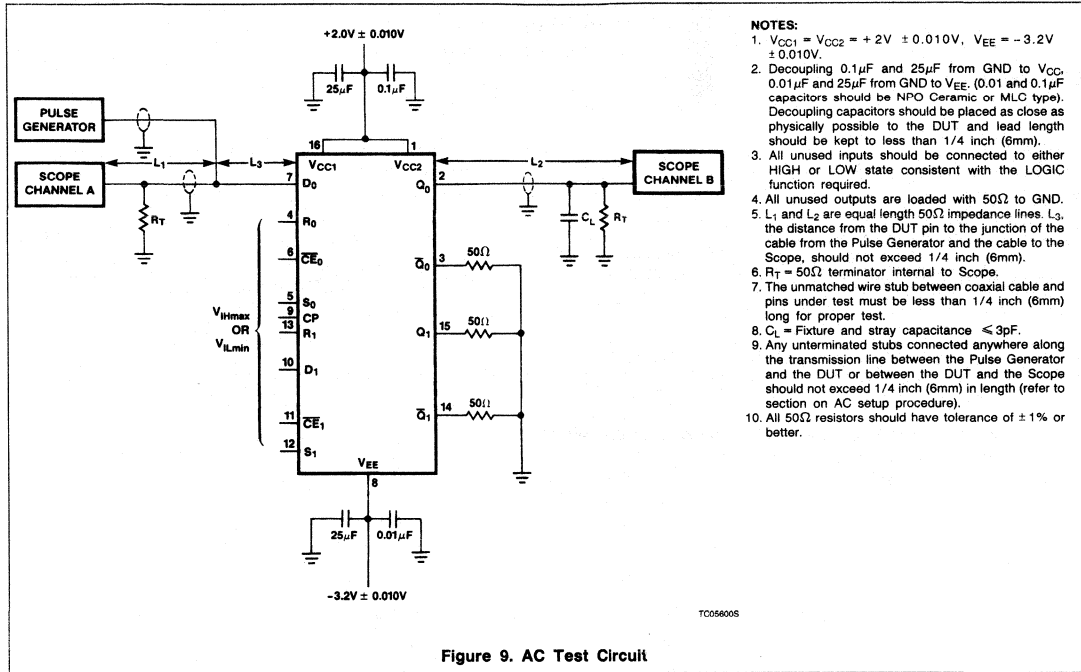 +2.0V ± 0.010V
25μF
0.1μF
PULSE
GENERATOR
SCOPE
CHANNEL A
L1
L3
RT
16
1
VCC1
VCC2
7
D0
4
R0
6
C̅E̅0
5
S0
9
CP
13
R1
10
D1
11
C̅E̅1
12
S1
VIHmax
OR
VILmin
VEE
8
2
Q0
L2
SCOPE
CHANNEL B
CL
RT
3
Q̅0
50Ω
15
Q1
50Ω
14
Q̅1
50Ω
25μF
0.01μF
-3.2V ± 0.010V
NOTES:
1. VCC1 = VCC2 = +2V ±0.010V, VEE = -3.2V
±0.010V.
2. Decoupling 0.1μF and 25μF from GND to VCC,
0.01μF and 25μF from GND to VEE. (0.01 and 0.1μF
capacitors should be NPO Ceramic or MLC type).
Decoupling capacitors should be placed as close as
physically possible to the DUT and lead length
should be kept to less than 1/4 inch (6mm).
3. All unused inputs should be connected to either
HIGH or LOW state consistent with the LOGIC
function required.
4. All unused outputs are loaded with 50Ω to GND.
5. L1 and L2 are equal length 50Ω impedance lines. L3,
the distance from the DUT pin to the junction of the
cable from the Pulse Generator and the cable to the
Scope, should not exceed 1/4 inch (6mm).
6. RT = 50Ω terminator internal to Scope.
7. The unmatched wire stub between coaxial cable and
pins under test must be less than 1/4 inch (6mm)
long for proper test.
8. CL = Fixture and stray capacitance ≤ 3pF.
9. Any unterminated stubs connected anywhere along
the transmission line between the Pulse Generator
and the DUT or between the DUT and the Scope
should not exceed 1/4 inch (6mm) in length (refer to
section on AC setup procedure).
10. All 50Ω resistors should have tolerance of ±1% or
better.
TC05600S
Figure 9. AC Test Circuit